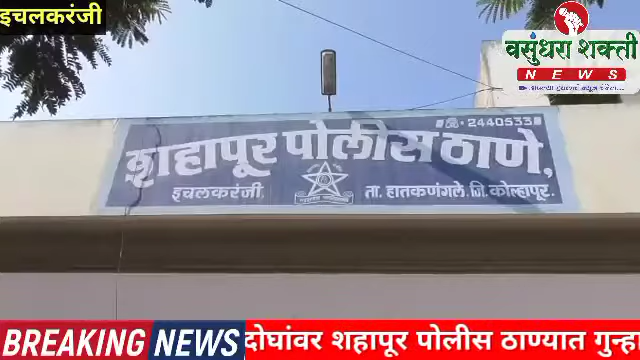 इचलकरंजी
वसुंधरा शक्ती
NEWS
2440533
शहापूर पोलीस ठाणे,
इचलकरंजी, ता. हातकणंगले, जि. कोल्हापूर.
BREAKING NEWS दोघांवर शहापूर पोलीस ठाण्यात गुन्ह